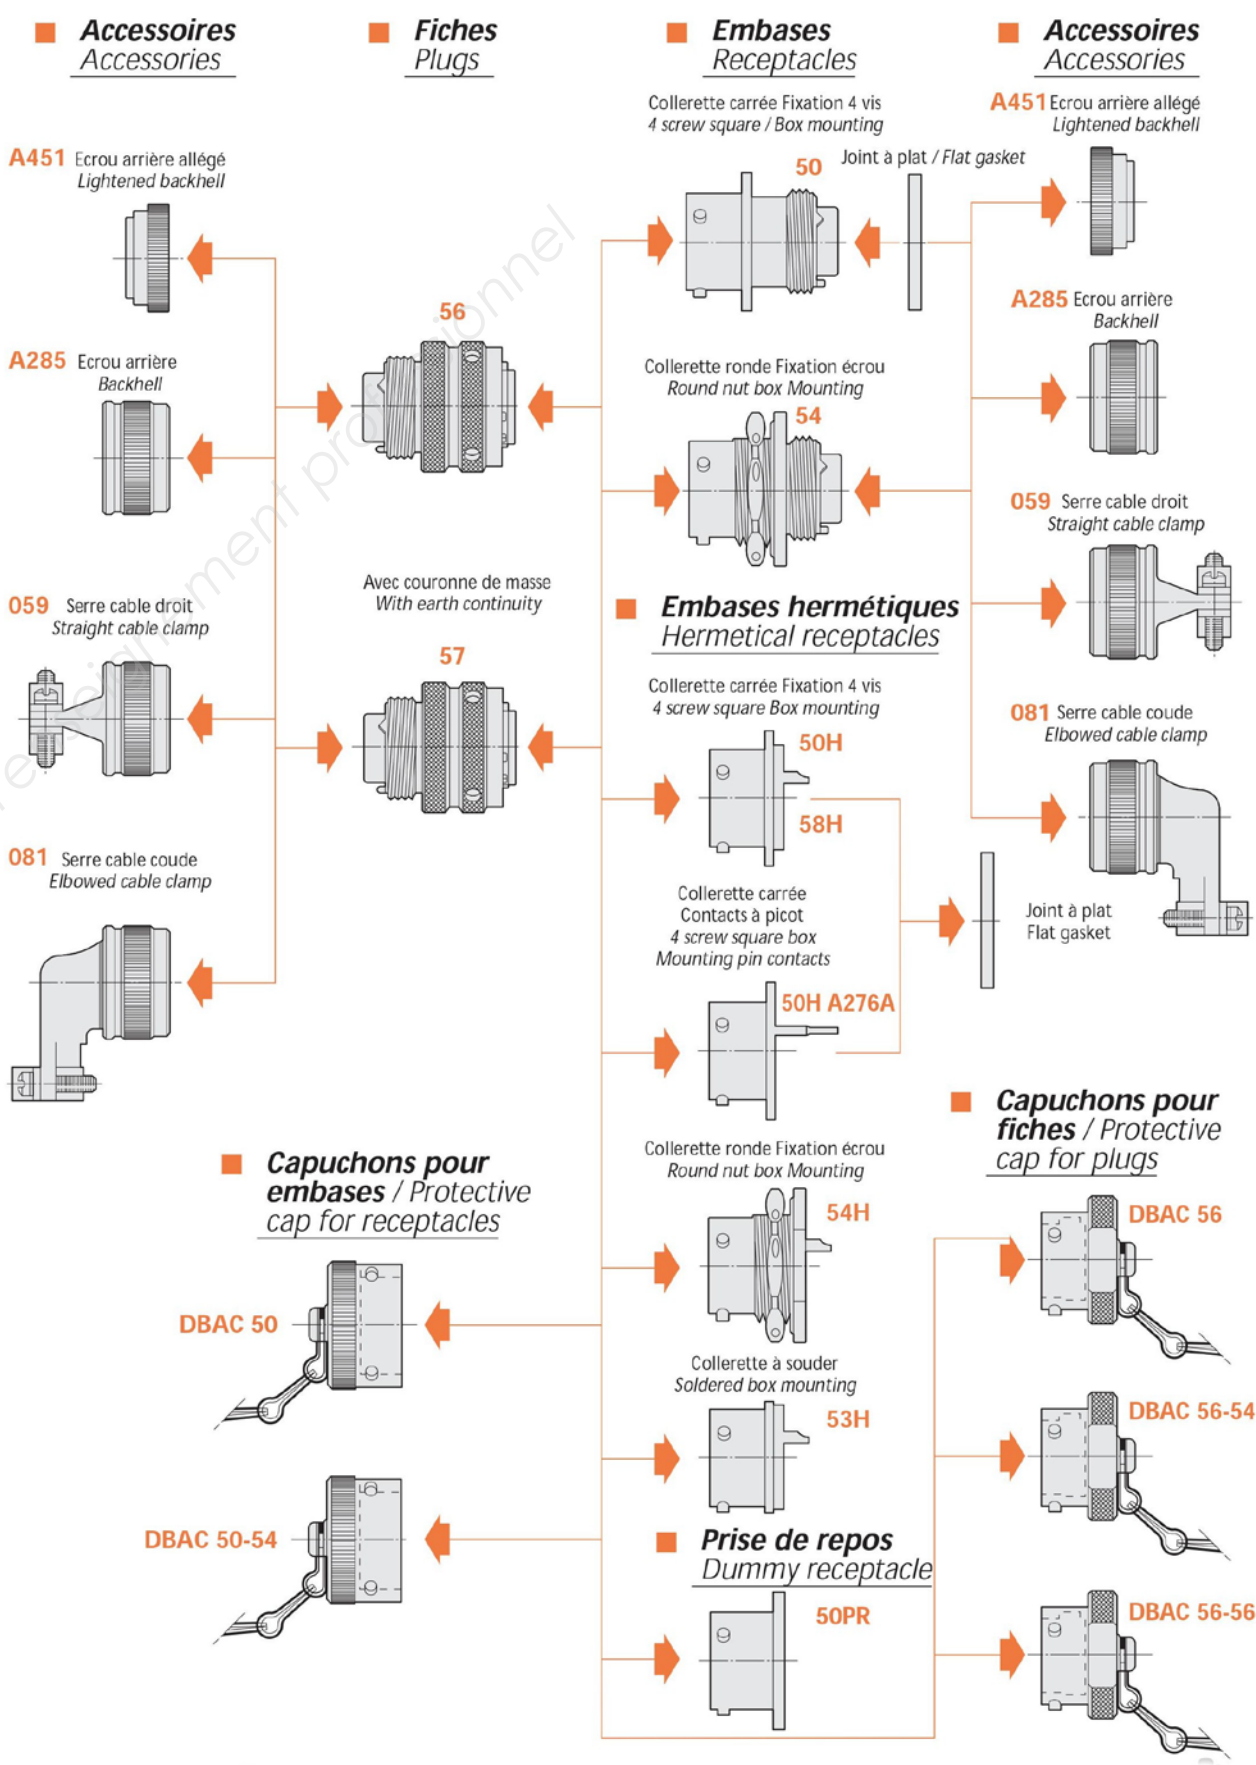 Accessoires
Accessories
A451 Ecrou arrière allégé
Lightened backhell
A285 Ecrou arrière
Backhell
059 Serre cable droit
Straight cable clamp
081 Serre cable coude
Elbowed cable clamp
Fiches
Plugs
56
Avec couronne de masse
With earth continuity
57
Embases
Receptacles
Collerette carrée Fixation 4 vis
4 screw square / Box mounting
50
Joint à plat / Flat gasket
Collerette ronde Fixation écrou
Round nut box Mounting
54
Embases hermétiques
Hermetical receptacles
Collerette carrée Fixation 4 vis
4 screw square Box mounting
50H
58H
Collerette carrée
Contacts à picot
4 screw square box
Mounting pin contacts
50H A276A
Joint à plat
Flat gasket
Collerette ronde Fixation écrou
Round nut box Mounting
54H
Collerette à souder
Soldered box mounting
53H
Prise de repos
Dummy receptacle
50PR
Accessoires
Accessories
A451 Ecrou arrière allégé
Lightened backhell
A285 Ecrou arrière
Backhell
059 Serre cable droit
Straight cable clamp
081 Serre cable coude
Elbowed cable clamp
Capuchons pour
embases / Protective
cap for receptacles
DBAC 50
DBAC 50-54
Capuchons pour
fiches / Protective
cap for plugs
DBAC 56
DBAC 56-54
DBAC 56-56